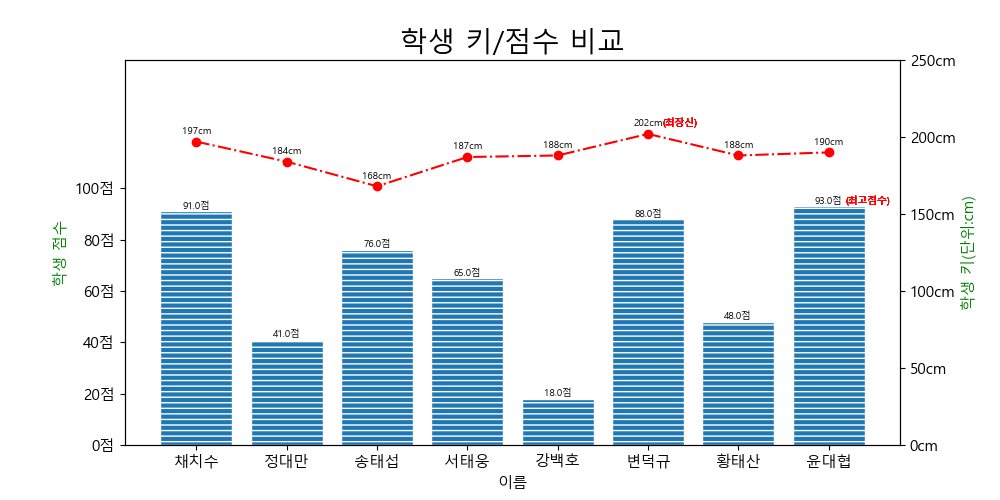 학생 키/점수 비교
250cm
200cm
150cm
100cm
50cm
0cm
학생 키(단위:cm)
100점
80점
60점
40점
20점
0점
학생 점수
197cm
184cm
168cm
187cm
188cm
202cm(최장신)
188cm
190cm
91.0점
41.0점
76.0점
65.0점
18.0점
88.0점
48.0점
93.0점 (최고점수)
채치수
정대만
송태섭
서태웅
강백호
변덕규
황태산
윤대협
이름